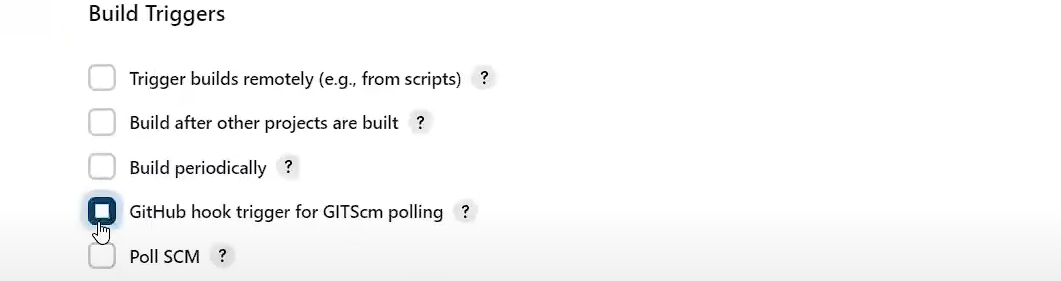 Build Triggers
Trigger builds remotely (e.g., from scripts) ?
Build after other projects are built ?
Build periodically ?
GitHub hook trigger for GITScm polling ?
Poll SCM ?